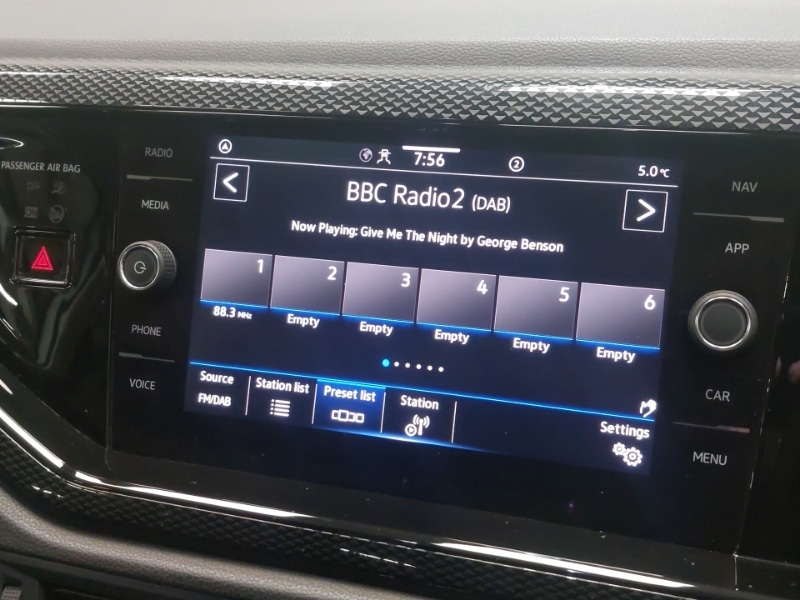 PASSENGER AIR BAG
OFF
RADIO
MEDIA
PHONE
VOICE
A 7:56 2 5.0 °C
< BBC Radio2 (DAB) >
Now Playing: Give Me The Night by George Benson
1 2 3 4 5 6
88.3 MHz Empty Empty Empty Empty Empty
Source Station list Preset list Station Settings
FM/DAB
NAV
APP
CAR
MENU